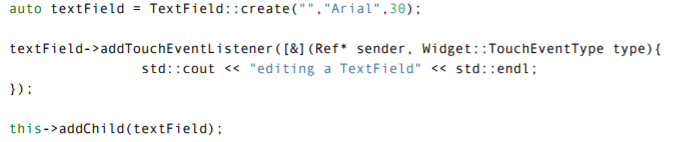 auto textField = TextField::create("","Arial",30);
textField->addTouchEventListener([&](Ref* sender, Widget::TouchEventType type){
                std::cout << "editing a TextField" << std::endl;
});
this->addChild(textField);